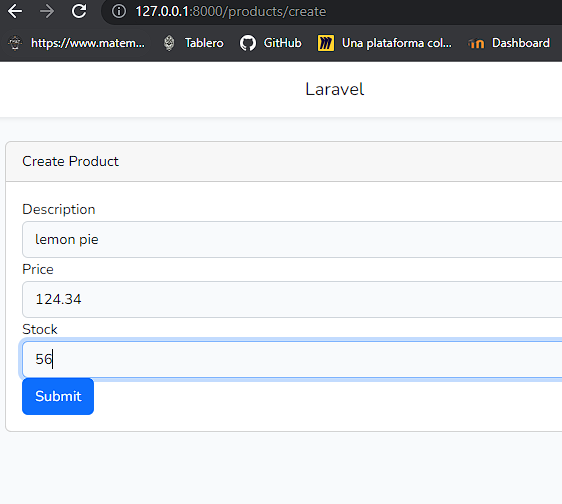 127.0.0.1:8000/products/create
https://www.matem... Tablero GitHub Una plataforma col... Dashboard
Laravel
Create Product
Description
lemon pie
Price
124.34
Stock
56
Submit